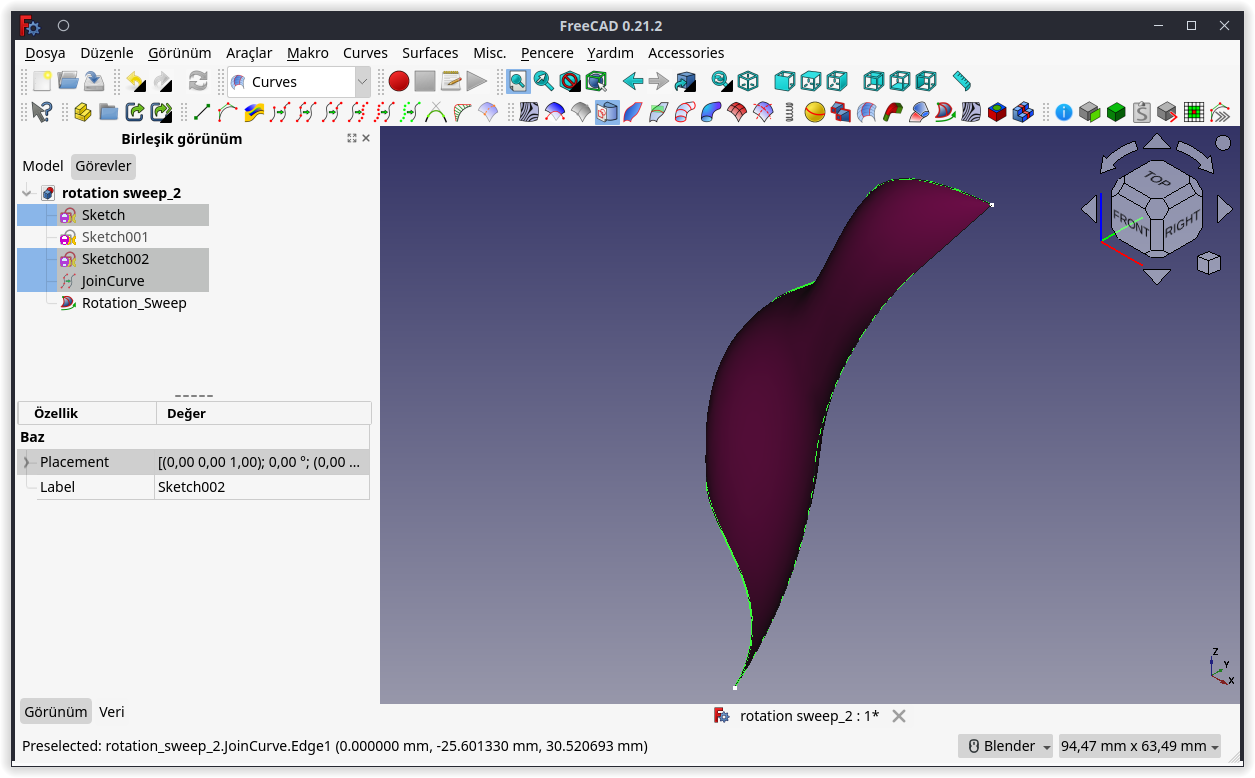 FreeCAD 0.21.2
Dosya Düzenle Görünüm Araçlar Makro Curves Surfaces Misc. Pencere Yardım Accessories
Curves
Birleşik görünüm
Model Görevler
rotation sweep_2
Sketch
Sketch001
Sketch002
JoinCurve
Rotation_Sweep
Özellik Değer
Baz
Placement [(0,00 0,00 1,00); 0,00 °; (0,00 ...
Label Sketch002
TOP
FRONT RIGHT
Z
Y
X
Görünüm Veri
rotation sweep_2 : 1*
Preselected: rotation_sweep_2.JoinCurve.Edge1 (0.000000 mm, -25.601330 mm, 30.520693 mm)
Blender 94,47 mm x 63,49 mm